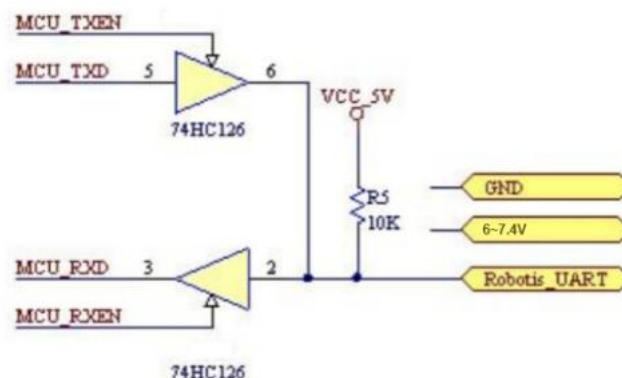 MCU_TXEN
MCU_TXD 5 6
74HC126
VCC_5V
R5
10K
GND
6~7.4V
MCU_RXD 3 2
Robotis_UART
MCU_RXEN
74HC126